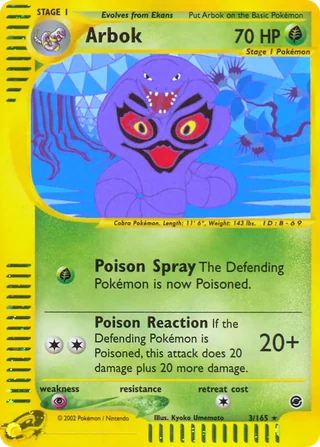 STAGE 1
Evolves from Ekans
Put Arbok on the Basic Pokémon
Arbok
70 HP
Stage 1 Pokémon
Cobra Pokémon. Length: 11' 6", Weight: 143 lbs. ID: B-69
Poison Spray The Defending
Pokémon is now Poisoned.
Poison Reaction If the
Defending Pokémon is
Poisoned, this attack does 20
damage plus 20 more damage.
20+
weakness
resistance
retreat cost
© 2002 Pokémon / Nintendo
Illus. Kyoko Umemoto
3/165 ★